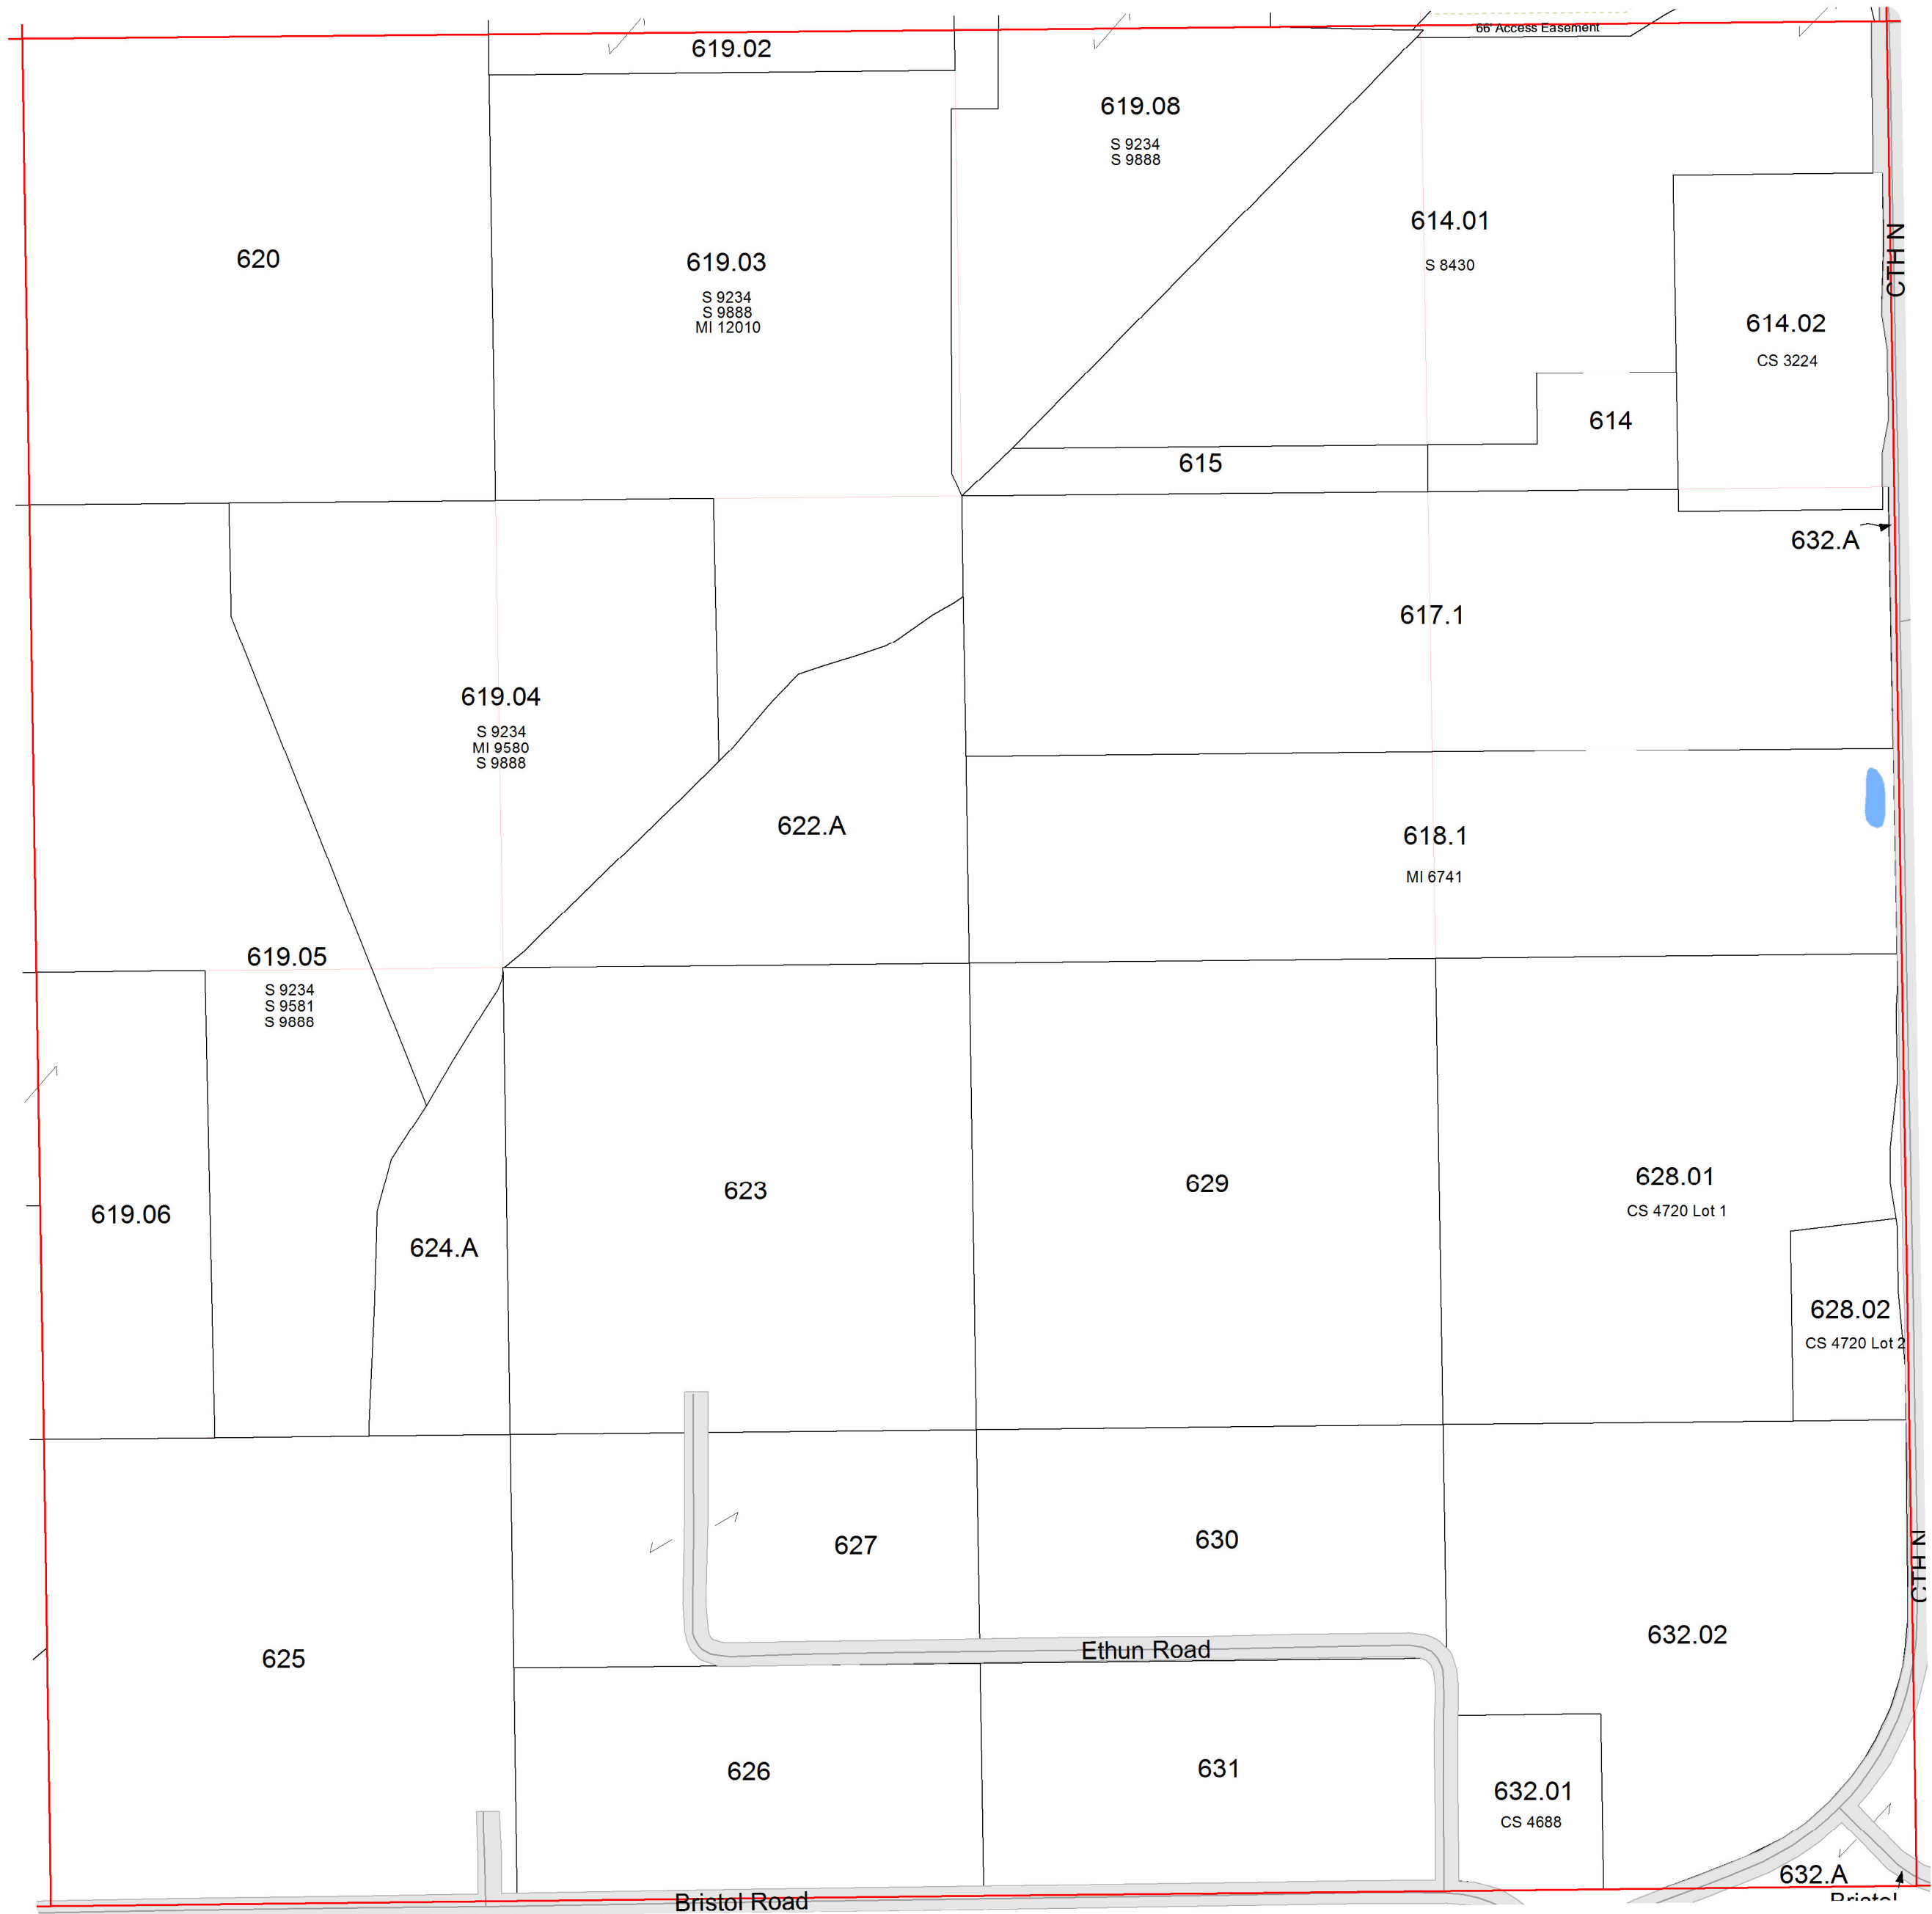 66' Access Easement
619.02
619.08
S 9234
S 9888
614.01
S 8430
CTH N
620
619.03
S 9234
S 9888
MI 12010
614.02
CS 3224
614
615
632.A
617.1
619.04
S 9234
MI 9580
S 9888
622.A
618.1
MI 6741
619.05
S 9234
S 9581
S 9888
623
629
628.01
CS 4720 Lot 1
619.06
624.A
628.02
CS 4720 Lot 2
627
630
CTH N
632.02
625
Ethun Road
626
631
632.01
CS 4688
632.A
Bristol
Bristol Road